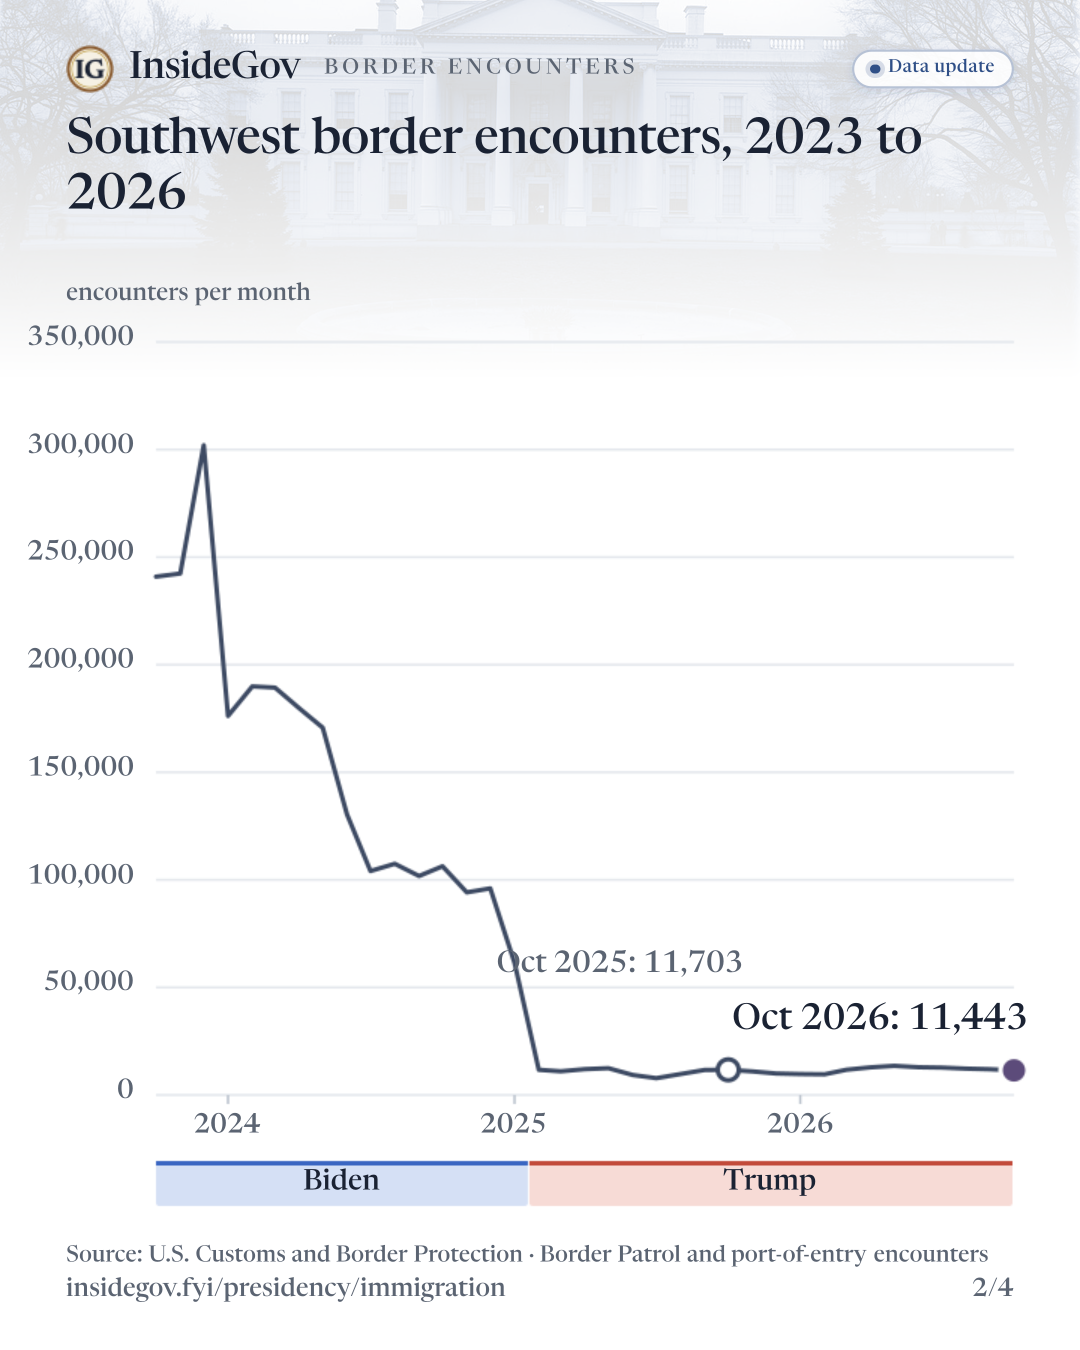 IG InsideGov BORDER ENCOUNTERS Data update
Southwest border encounters, 2023 to
2026
encounters per month
350,000
300,000
250,000
200,000
150,000
100,000
Oct 2025: 11,703
50,000
Oct 2026: 11,443
0
2024 2025 2026
Biden Trump
Source: U.S. Customs and Border Protection · Border Patrol and port-of-entry encounters
insidegov.fyi/presidency/immigration 2/4